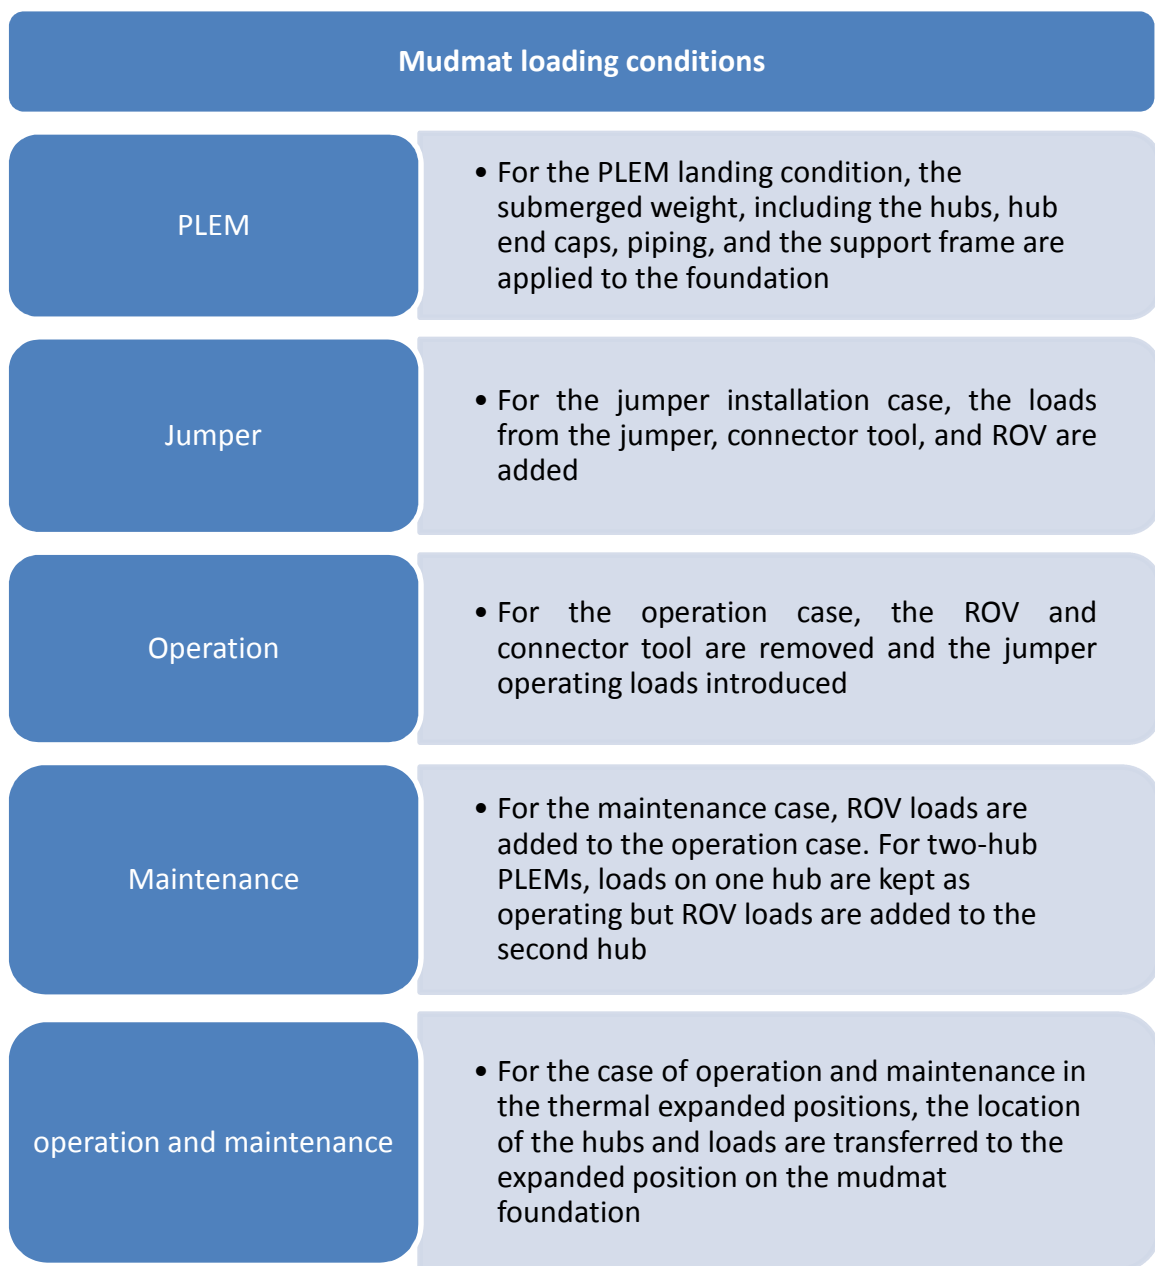 Mudmat loading conditions
PLEM
• For the PLEM landing condition, the
submerged weight, including the hubs, hub
end caps, piping, and the support frame are
applied to the foundation
Jumper
• For the jumper installation case, the loads
from the jumper, connector tool, and ROV are
added
Operation
• For the operation case, the ROV and
connector tool are removed and the jumper
operating loads introduced
Maintenance
• For the maintenance case, ROV loads are
added to the operation case. For two-hub
PLEMs, loads on one hub are kept as
operating but ROV loads are added to the
second hub
operation and maintenance
• For the case of operation and maintenance in
the thermal expanded positions, the location
of the hubs and loads are transferred to the
expanded position on the mudmat
foundation